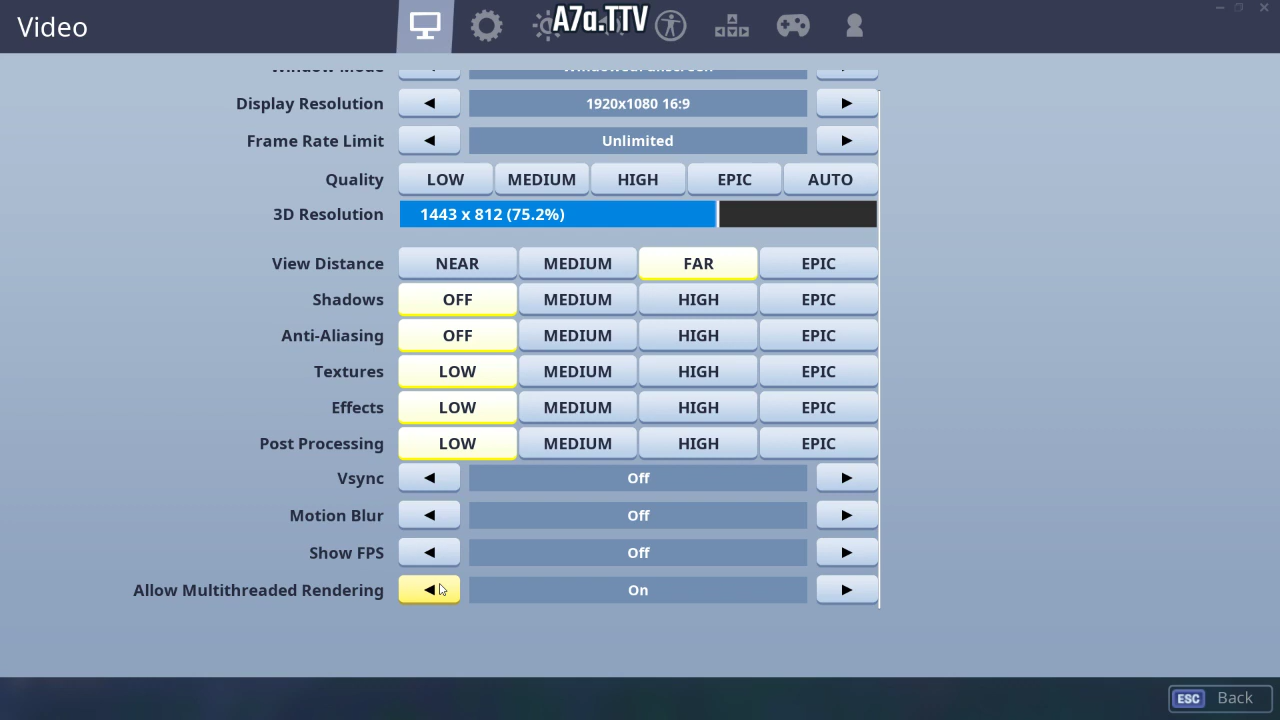 Video
A7a.TTV
Window Mode
Display Resolution ◀ 1920x1080 16:9 ▶
Frame Rate Limit ◀ Unlimited ▶
Quality LOW MEDIUM HIGH EPIC AUTO
3D Resolution 1443 x 812 (75.2%)
View Distance NEAR MEDIUM FAR EPIC
Shadows OFF MEDIUM HIGH EPIC
Anti-Aliasing OFF MEDIUM HIGH EPIC
Textures LOW MEDIUM HIGH EPIC
Effects LOW MEDIUM HIGH EPIC
Post Processing LOW MEDIUM HIGH EPIC
Vsync ◀ Off ▶
Motion Blur ◀ Off ▶
Show FPS ◀ Off ▶
Allow Multithreaded Rendering ◀ On ▶
ESC Back